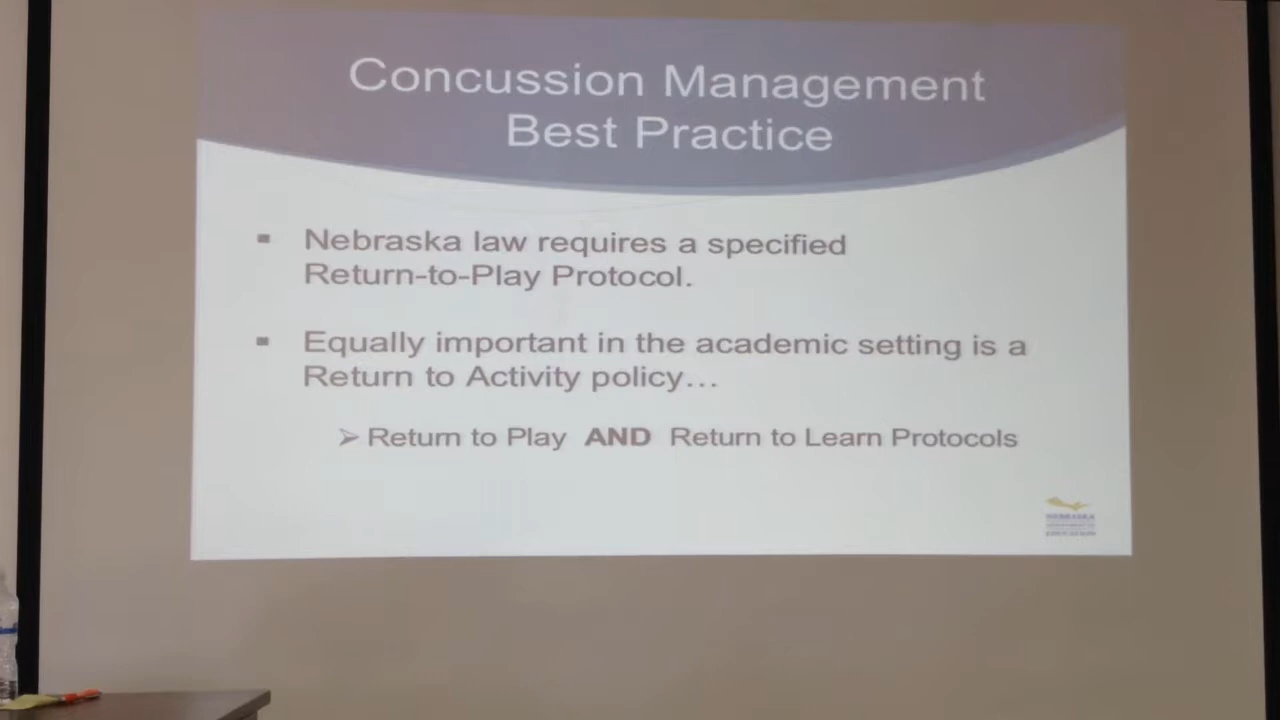 Concussion Management
Best Practice
▪ Nebraska law requires a specified
Return-to-Play Protocol.
▪ Equally important in the academic setting is a
Return to Activity policy…
➢ Return to Play AND Return to Learn Protocols